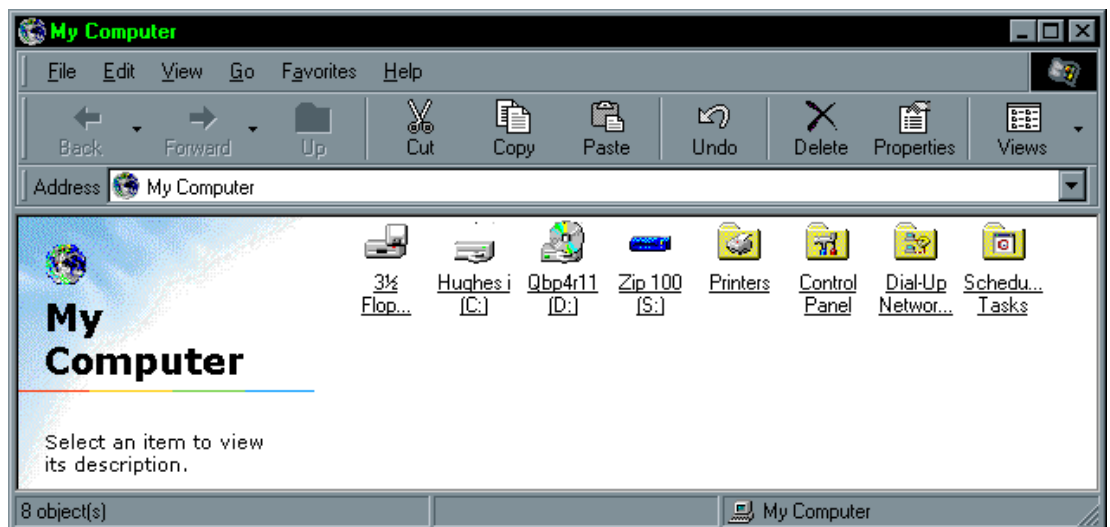 My Computer
File Edit View Go Favorites Help
Back Forward Up Cut Copy Paste Undo Delete Properties Views
Address My Computer
My
Computer
Select an item to view
its description.
3½ Hughes i Qbp4r11 Zip 100 Printers Control Dial-Up Schedu...
Flop... (C:) (D:) (S:) Panel Networ... Tasks
8 object(s) My Computer